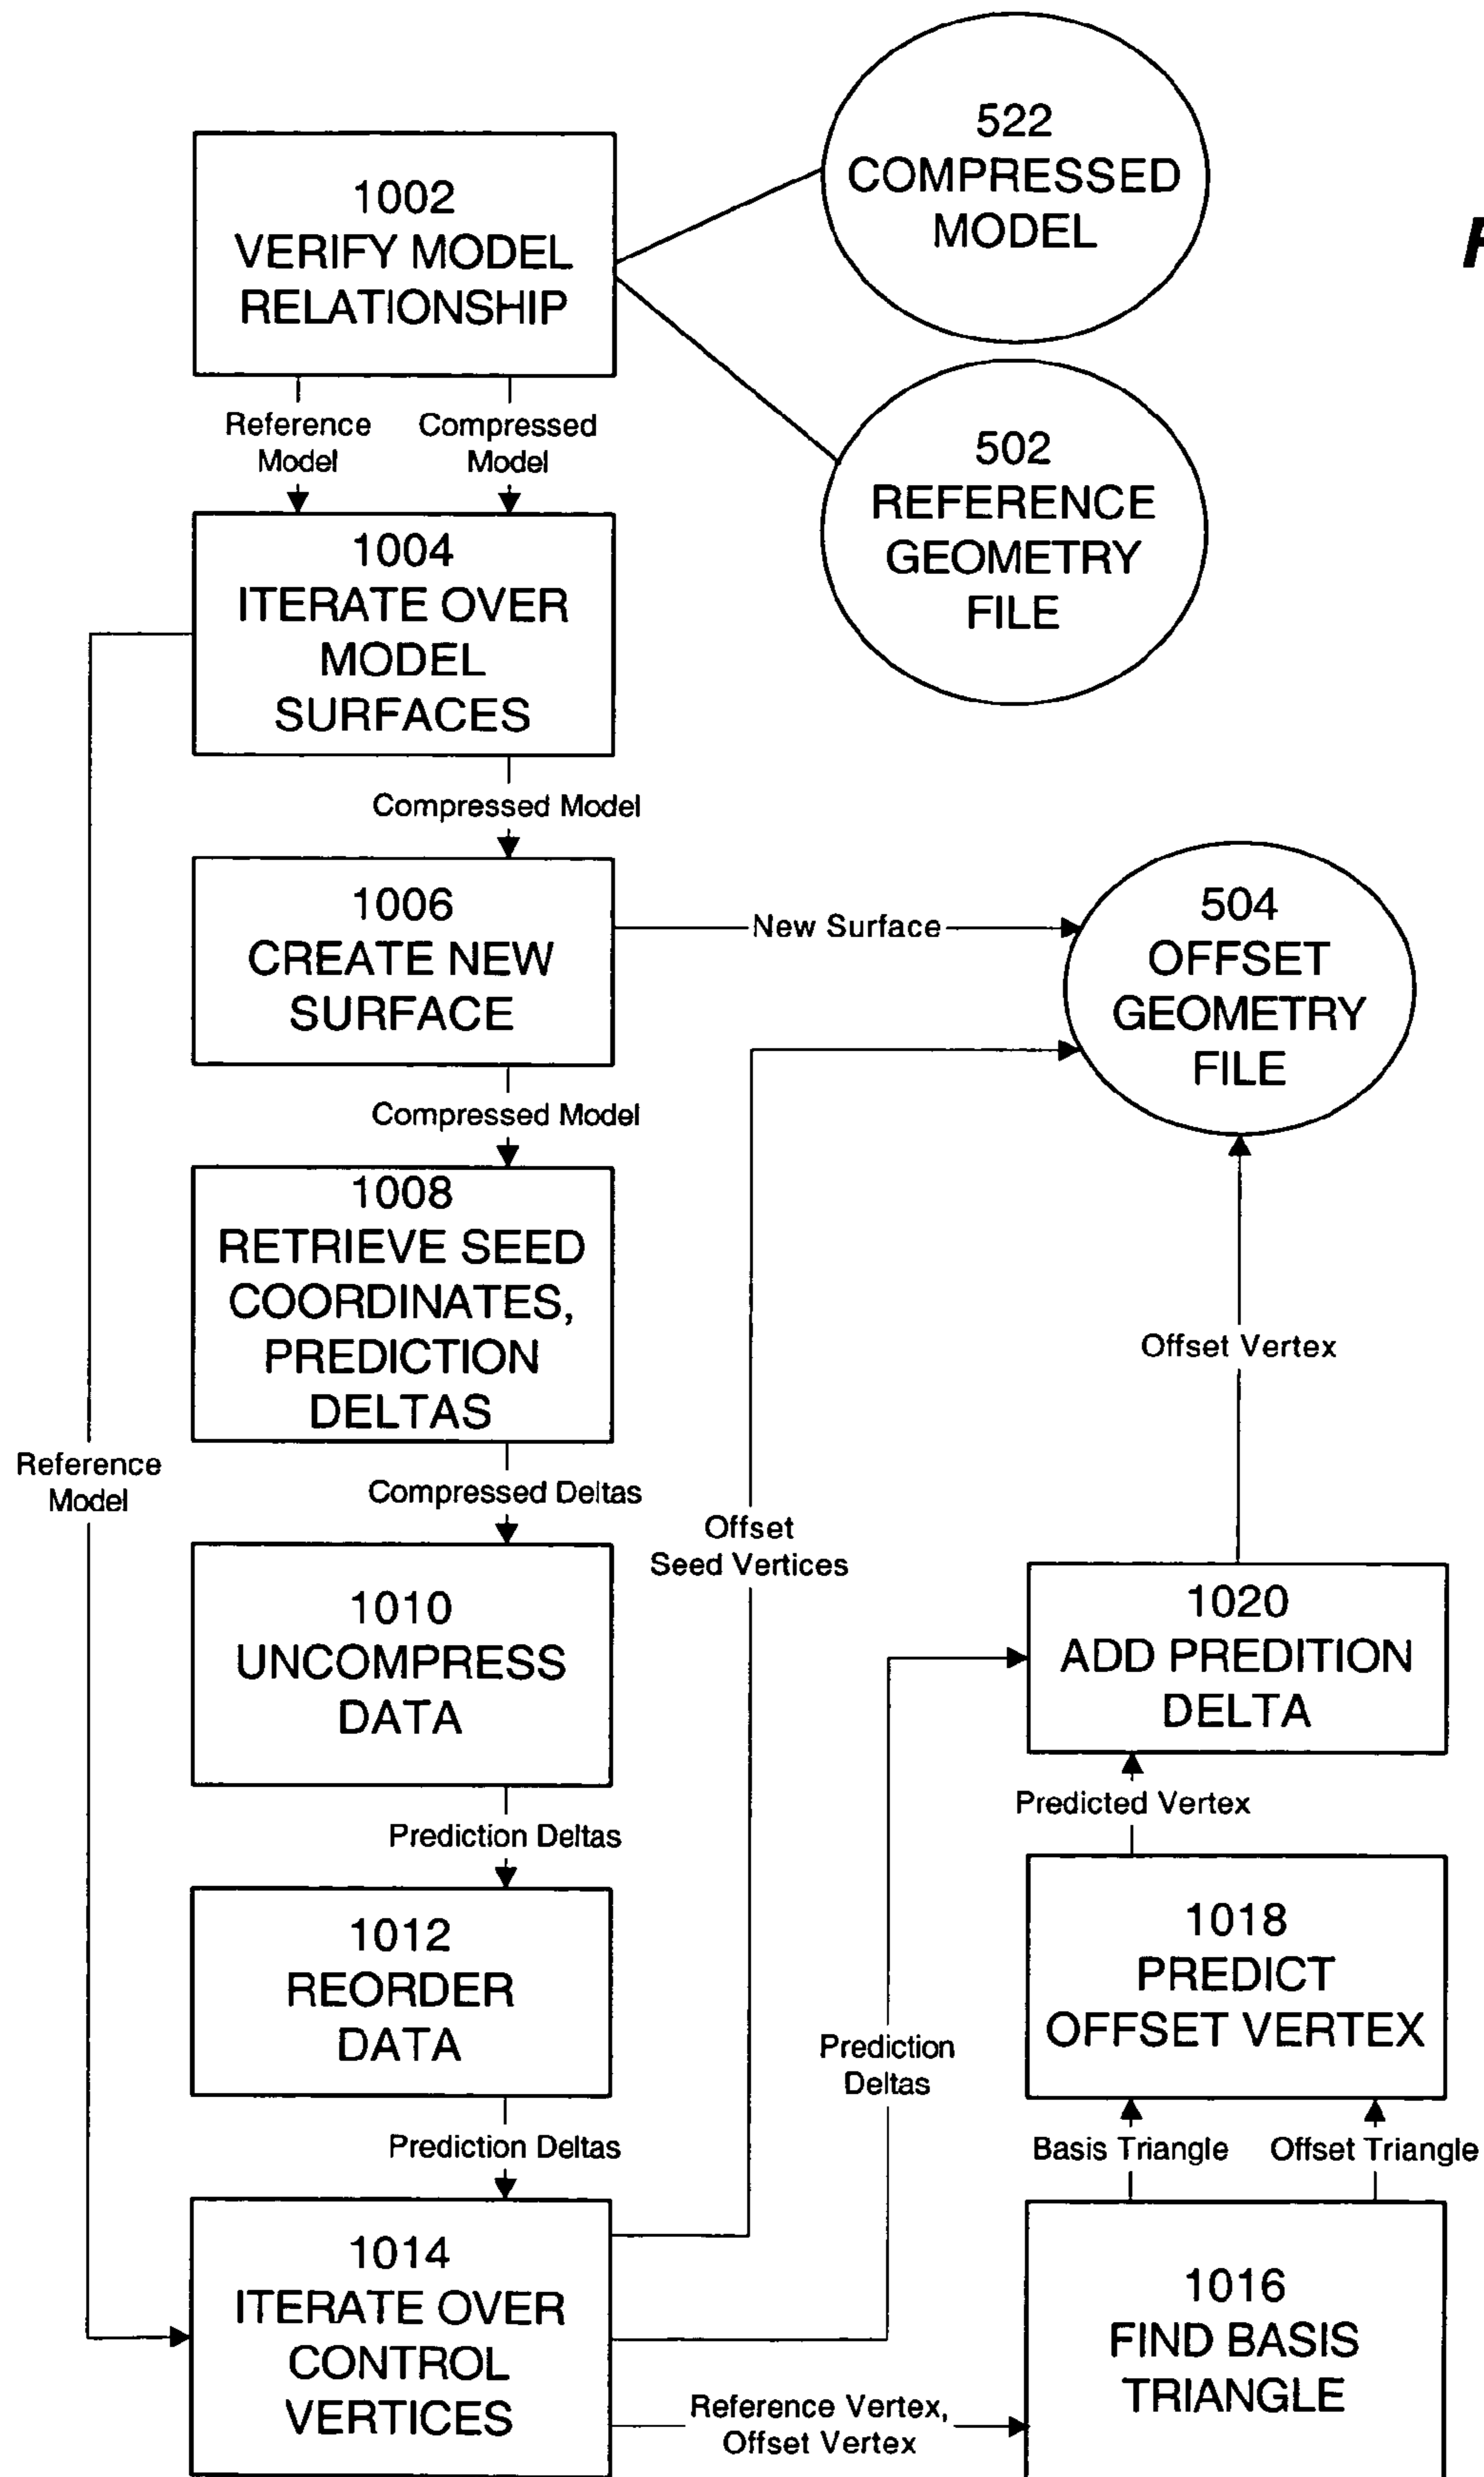 522
COMPRESSED
MODEL
1002
VERIFY MODEL
RELATIONSHIP
Reference
Model
Compressed
Model
502
REFERENCE
GEOMETRY
FILE
1004
ITERATE OVER
MODEL
SURFACES
Compressed Model
1006
CREATE NEW
SURFACE
New Surface
504
OFFSET
GEOMETRY
FILE
Compressed Model
1008
RETRIEVE SEED
COORDINATES,
PREDICTION
DELTAS
Offset Vertex
Reference
Model
Compressed Deltas
Offset
Seed Vertices
1010
UNCOMPRESS
DATA
1020
ADD PREDITION
DELTA
Prediction Deltas
Predicted Vertex
1012
REORDER
DATA
1018
PREDICT
OFFSET VERTEX
Prediction
Deltas
Prediction Deltas
Basis Triangle
Offset Triangle
1014
ITERATE OVER
CONTROL
VERTICES
Reference Vertex,
Offset Vertex
1016
FIND BASIS
TRIANGLE